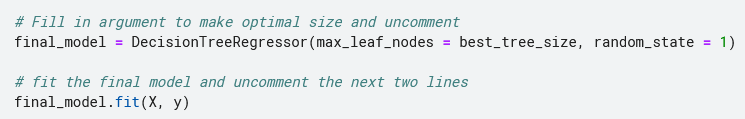 # Fill in argument to make optimal size and uncomment
final_model = DecisionTreeRegressor(max_leaf_nodes = best_tree_size, random_state = 1)
# fit the final model and uncomment the next two lines
final_model.fit(X, y)